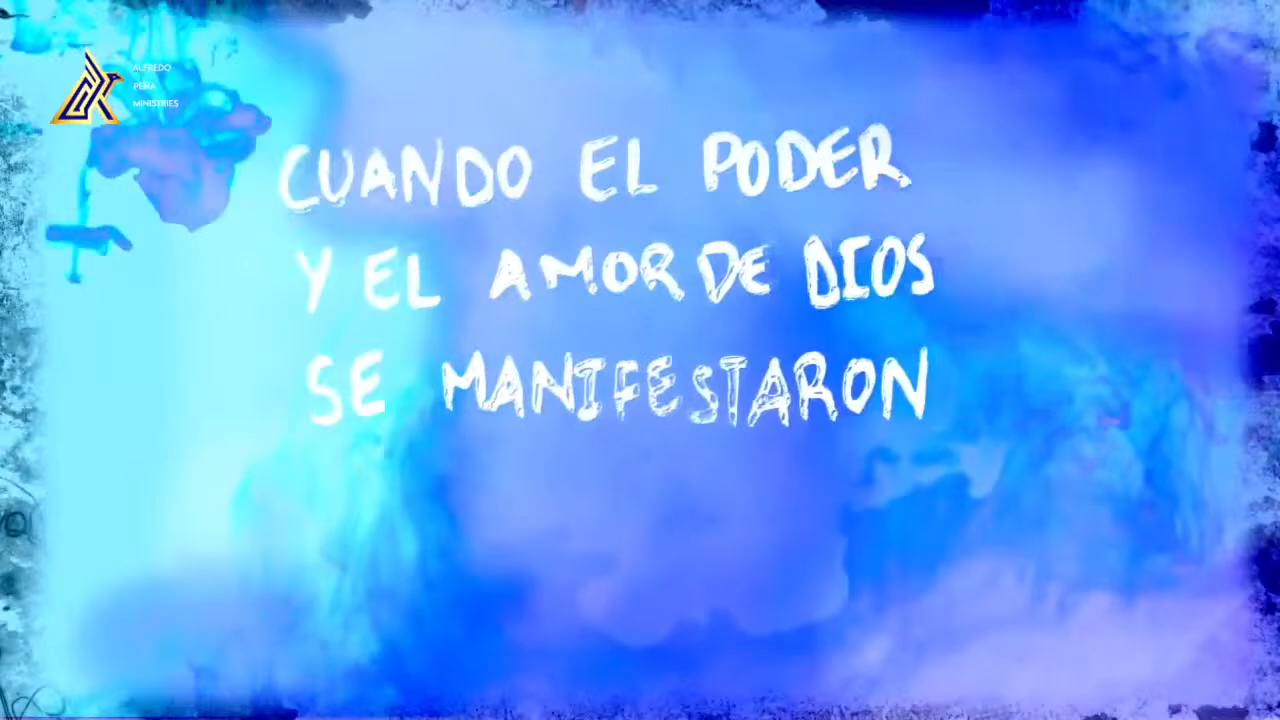 ALFREDO
PEÑA
MINISTRIES
CUANDO EL PODER
Y EL AMOR DE DIOS
SE MANIFESTARON